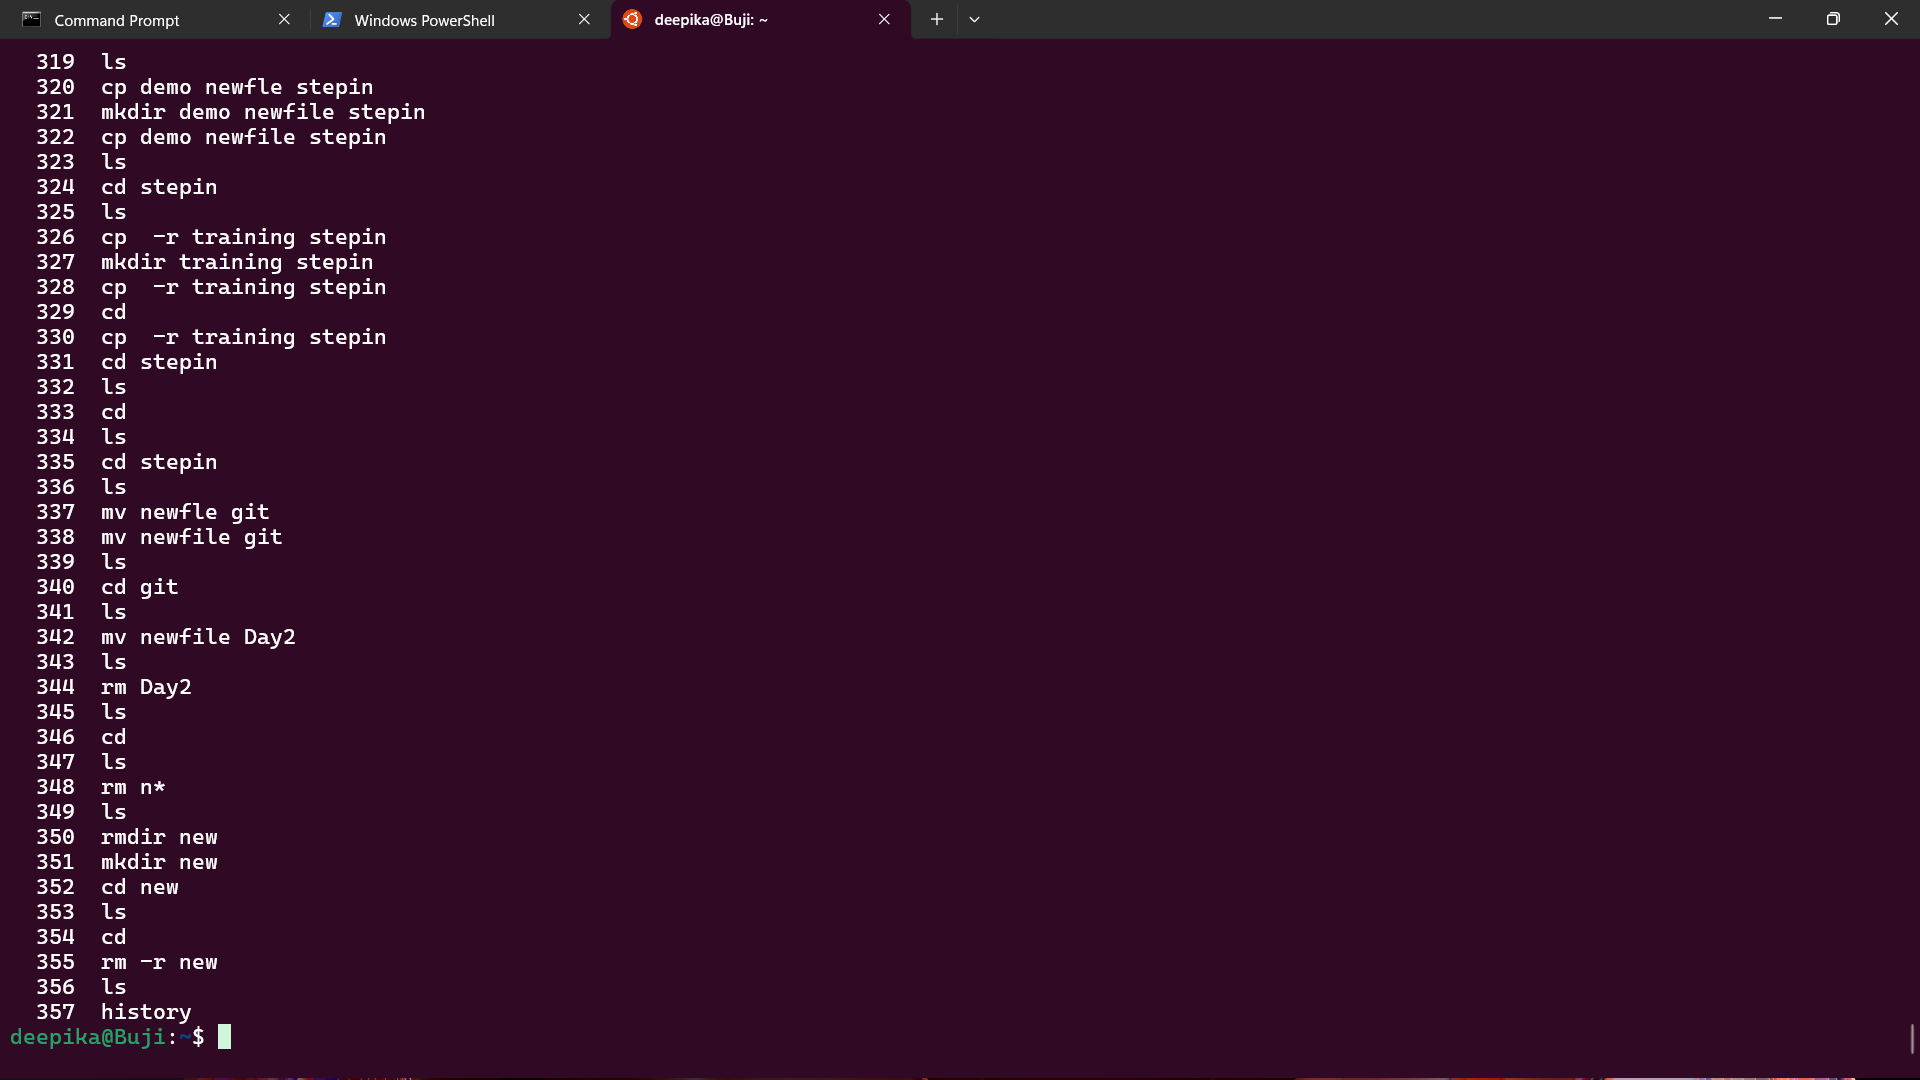 Command Prompt
Windows PowerShell
deepika@Buji: ~
319 ls
320 cp demo newfle stepin
321 mkdir demo newfile stepin
322 cp demo newfile stepin
323 ls
324 cd stepin
325 ls
326 cp  -r training stepin
327 mkdir training stepin
328 cp  -r training stepin
329 cd
330 cp  -r training stepin
331 cd stepin
332 ls
333 cd
334 ls
335 cd stepin
336 ls
337 mv newfle git
338 mv newfile git
339 ls
340 cd git
341 ls
342 mv newfile Day2
343 ls
344 rm Day2
345 ls
346 cd
347 ls
348 rm n*
349 ls
350 rmdir new
351 mkdir new
352 cd new
353 ls
354 cd
355 rm -r new
356 ls
357 history
deepika@Buji:~$